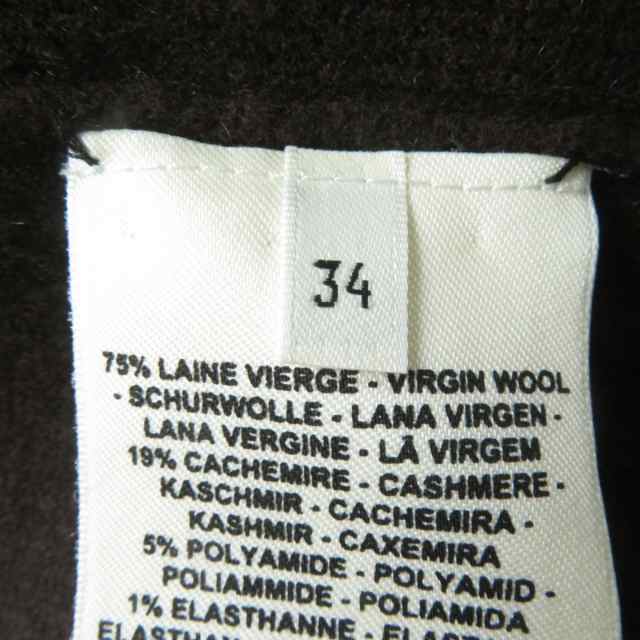 34
75% LAINE VIERGE - VIRGIN WOOL
- SCHURWOLLE - LANA VIRGEN -
LANA VERGINE - LÃ VIRGEM
19% CACHEMIRE - CASHMERE -
KASCHMIR - CACHEMIRA -
KASHMIR - CAXEMIRA
5% POLYAMIDE - POLYAMID -
POLIAMMIDE - POLIAMIDA
1% ELASTHANNE -